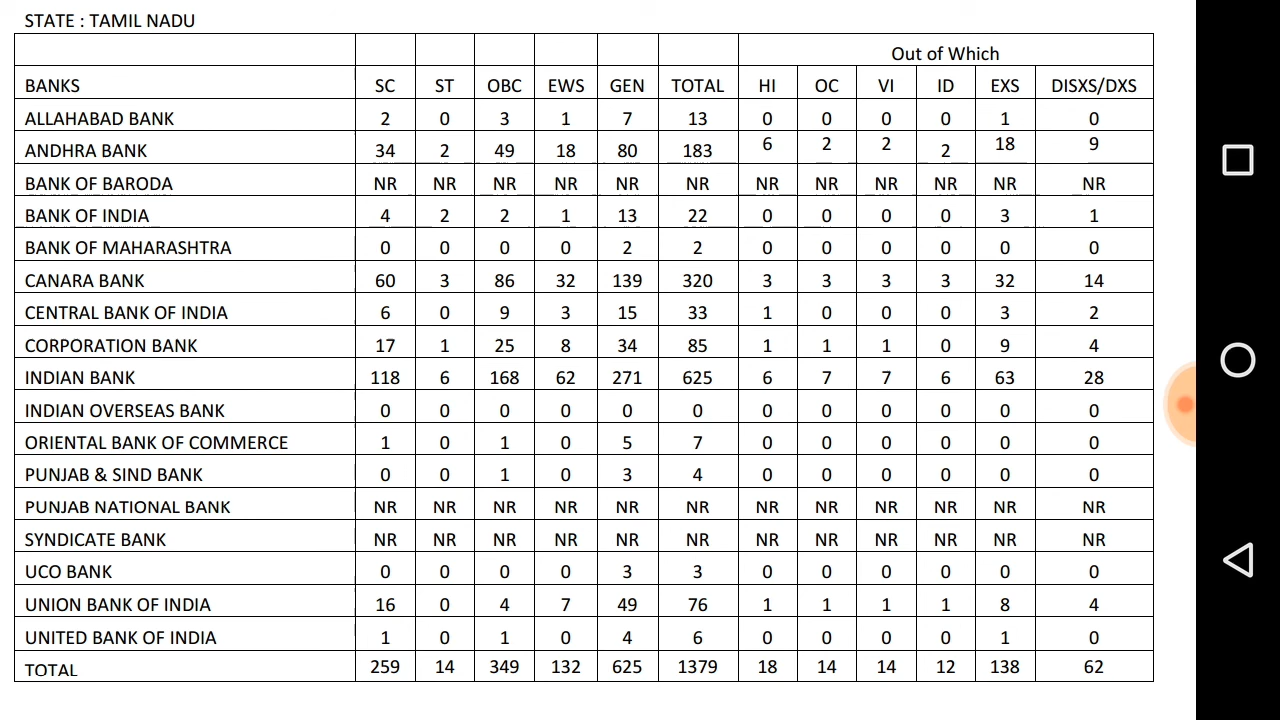 STATE : TAMIL NADU
Out of Which
BANKS SC ST OBC EWS GEN TOTAL HI OC VI ID EXS DISXS/DXS
ALLAHABAD BANK 2 0 3 1 7 13 0 0 0 0 1 0
ANDHRA BANK 34 2 49 18 80 183 6 2 2 2 18 9
BANK OF BARODA NR NR NR NR NR NR NR NR NR NR NR NR
BANK OF INDIA 4 2 2 1 13 22 0 0 0 0 3 1
BANK OF MAHARASHTRA 0 0 0 0 2 2 0 0 0 0 0 0
CANARA BANK 60 3 86 32 139 320 3 3 3 3 32 14
CENTRAL BANK OF INDIA 6 0 9 3 15 33 1 0 0 0 3 2
CORPORATION BANK 17 1 25 8 34 85 1 1 1 0 9 4
INDIAN BANK 118 6 168 62 271 625 6 7 7 6 63 28
INDIAN OVERSEAS BANK 0 0 0 0 0 0 0 0 0 0 0 0
ORIENTAL BANK OF COMMERCE 1 0 1 0 5 7 0 0 0 0 0 0
PUNJAB & SIND BANK 0 0 1 0 3 4 0 0 0 0 0 0
PUNJAB NATIONAL BANK NR NR NR NR NR NR NR NR NR NR NR NR
SYNDICATE BANK NR NR NR NR NR NR NR NR NR NR NR NR
UCO BANK 0 0 0 0 3 3 0 0 0 0 0 0
UNION BANK OF INDIA 16 0 4 7 49 76 1 1 1 1 8 4
UNITED BANK OF INDIA 1 0 1 0 4 6 0 0 0 0 1 0
TOTAL 259 14 349 132 625 1379 18 14 14 12 138 62